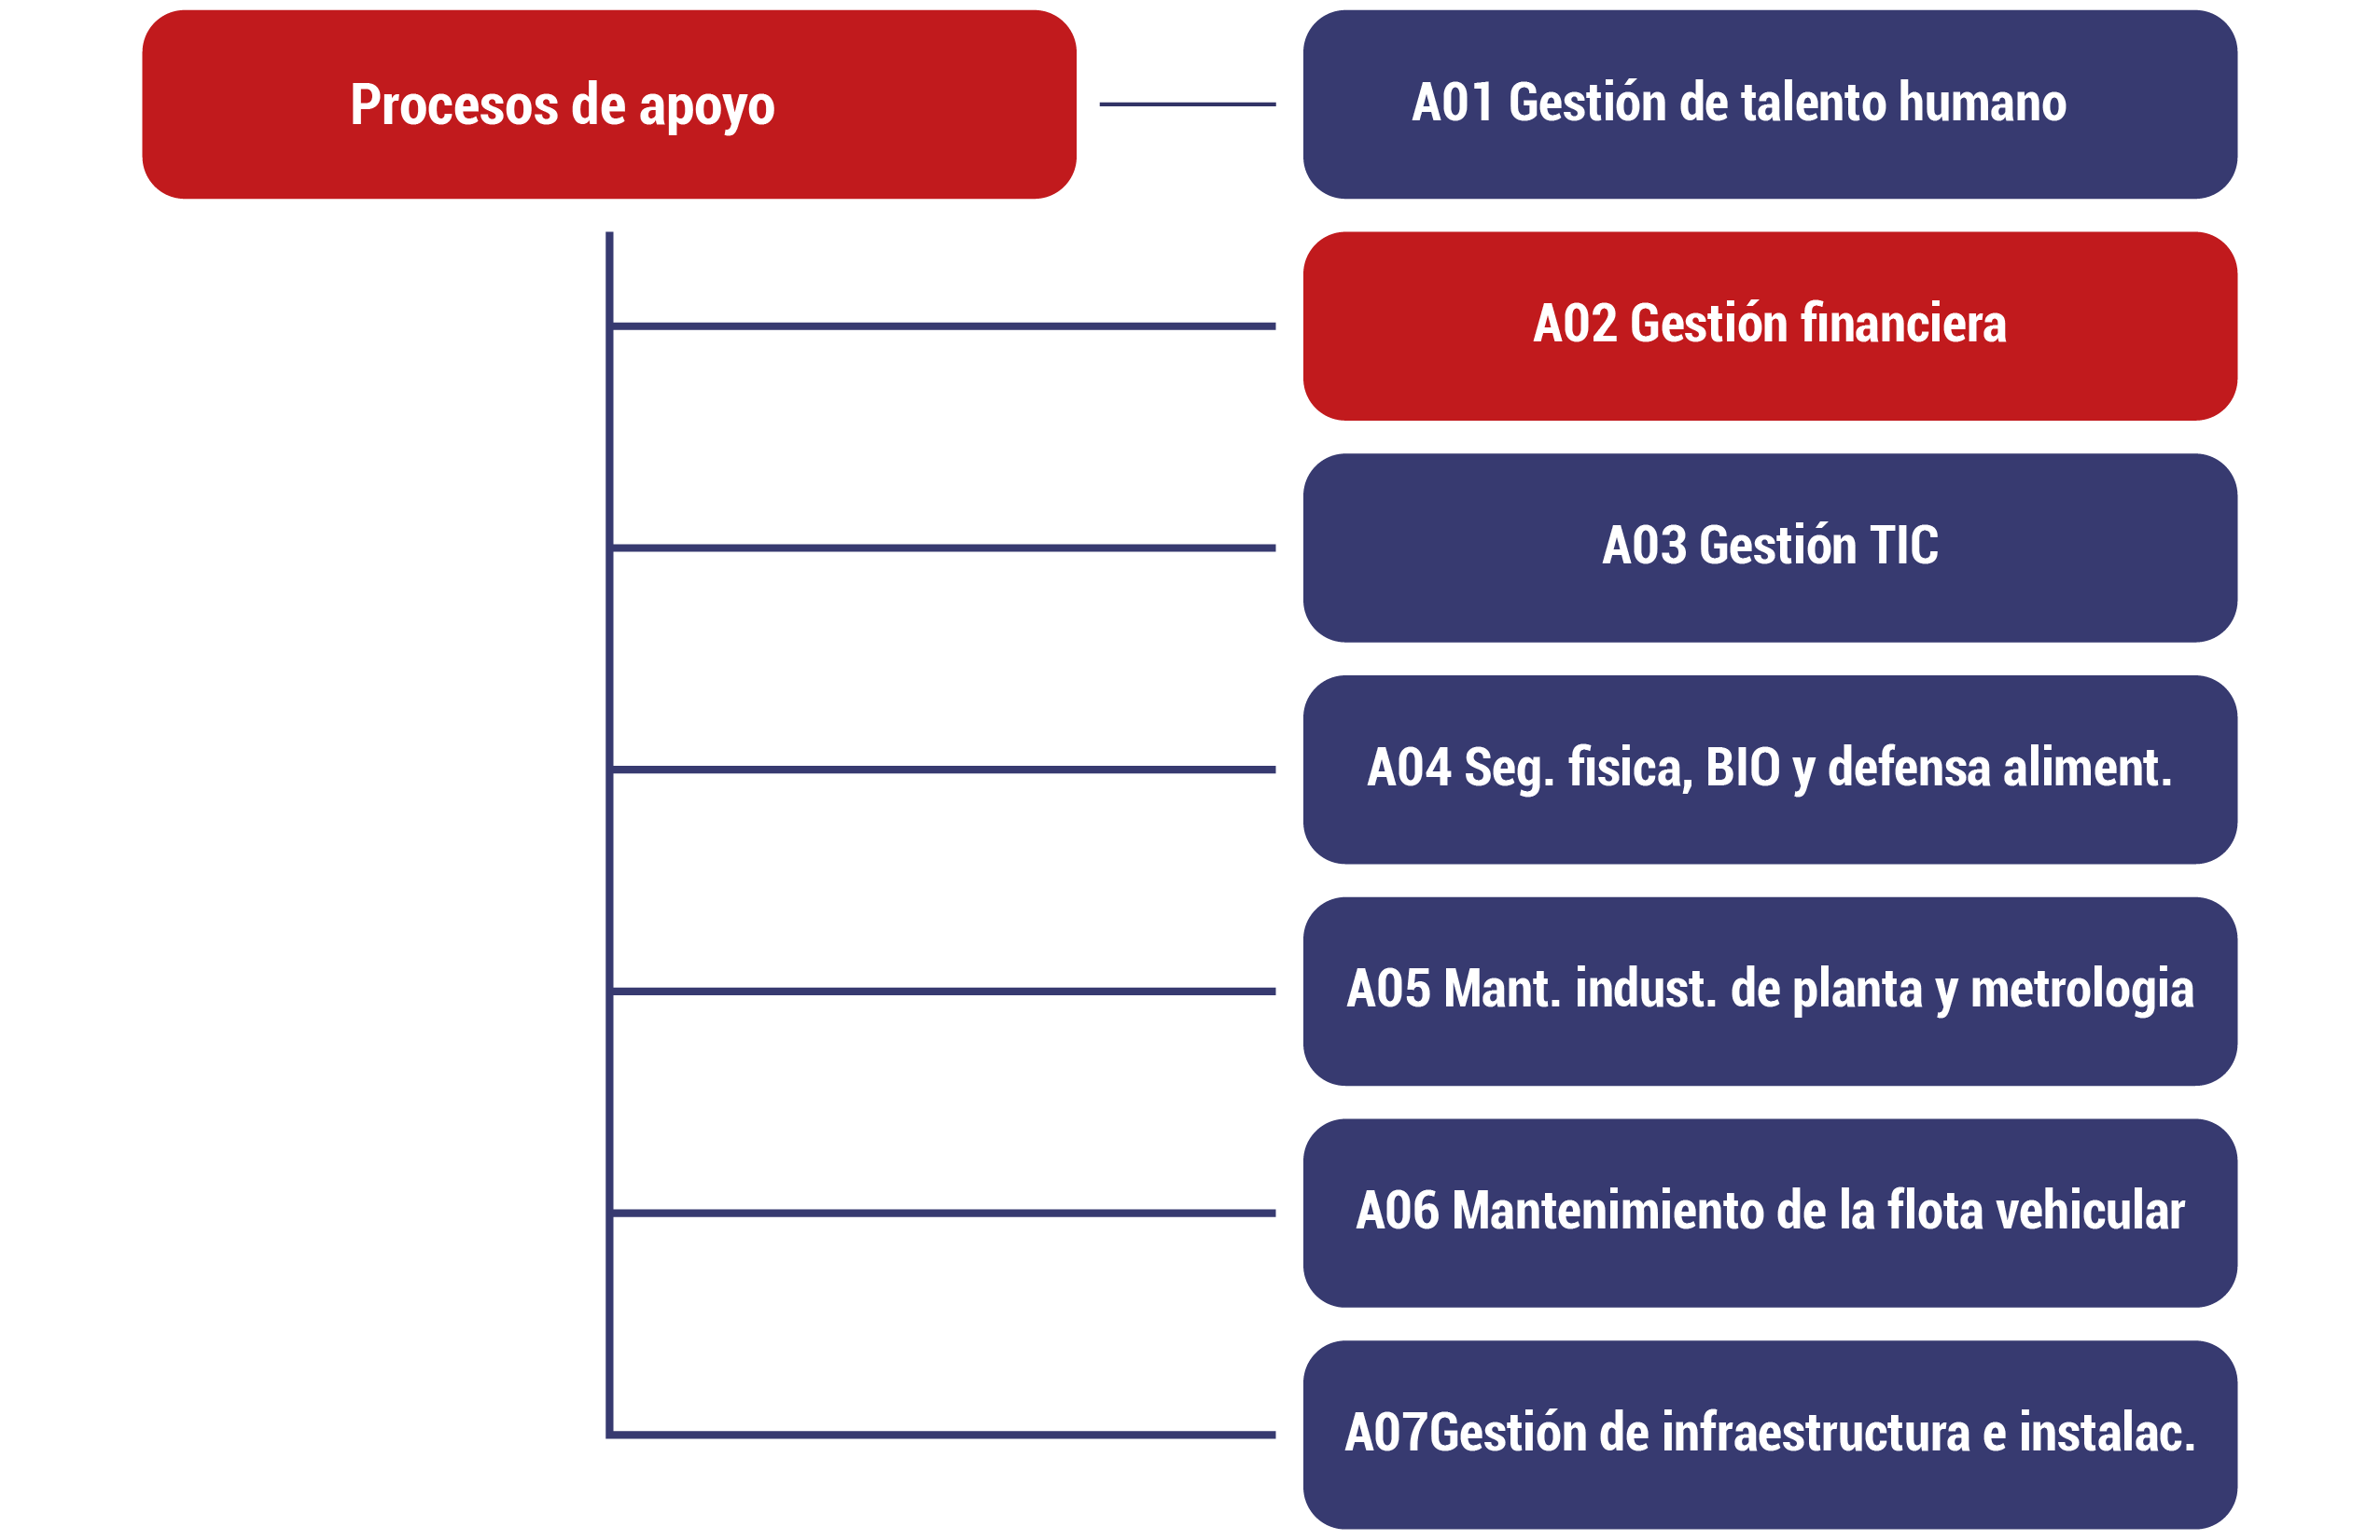 Procesos de apoyo
A01 Gestión de talento humano
A02 Gestión financiera
A03 Gestión TIC
A04 Seg. fisica, BIO y defensa aliment.
A05 Mant. indust. de planta y metrologia
A06 Mantenimiento de la flota vehicular
A07Gestión de infraestructura e instalac.